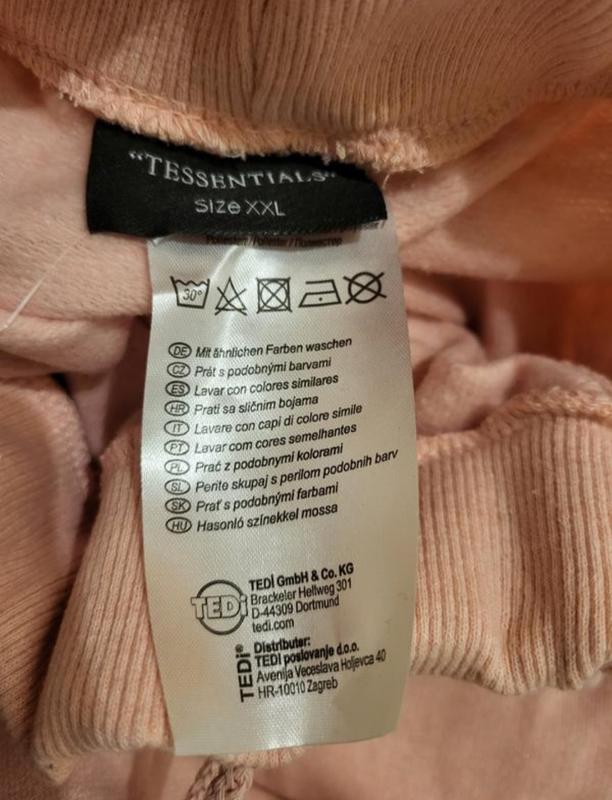 "TESSENTIALS"
Size XXL
30°
DE Mit ähnlichen Farben waschen
CZ Prát s podobnými barvami
ES Lavar con colores similares
HR Prati sa sličnim bojama
IT Lavare con capi di colore simile
PT Lavar com cores semelhantes
PL Prać z podobnymi kolorami
SL Perite skupaj s perilom podobnih barv
SK Prať s podobnými farbami
HU Hasonló színekkel mossa
TEDi
TEDi GmbH & Co. KG
Brackeler Hellweg 301
D-44309 Dortmund
tedi.com
TEDi®
Distributer:
TEDI poslovanje d.o.o.
Avenija Veceslava Holjevca 40
HR-10010 Zagreb